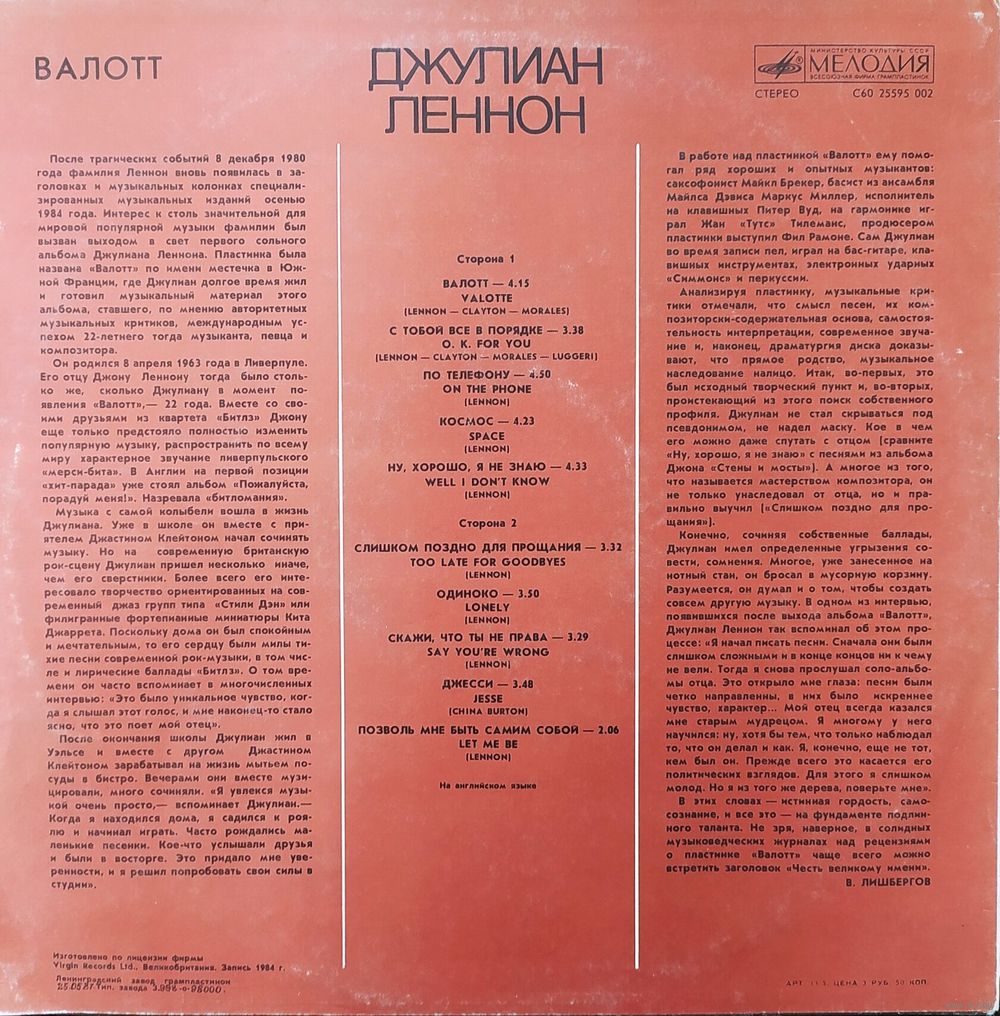 ВАЛОТТ
ДЖУЛИАН
ЛЕННОН
МИНИСТЕРСТВО КУЛЬТУРЫ СССР
МЕЛОДИЯ
ВСЕСОЮЗНАЯ ФИРМА ГРАМПЛАСТИНОК
СТЕРЕО С60 25595 002
После трагических событий 8 декабря 1980
года фамилия Леннон вновь появилась в за-
головках и музыкальных колонках специали-
зированных музыкальных изданий осенью
1984 года. Интерес к столь значительной для
мировой популярной музыки фамилии был
вызван выходом в свет первого сольного
альбома Джулиана Леннона. Пластинка была
названа «Валотт» по имени местечка в Юж-
ной Франции, где Джулиан долгое время жил
и готовил музыкальный материал этого
альбома, ставшего, по мнению авторитетных
музыкальных критиков, международным ус-
пехом 22-летнего тогда музыканта, певца и
композитора.
Он родился 8 апреля 1963 года в Ливерпуле.
Его отцу Джону Леннону тогда было столь-
ко же, сколько Джулиану в момент по-
явления «Валотт»,— 22 года. Вместе со сво-
ими друзьями из квартета «Битлз» Джону
еще только предстояло полностью изменить
популярную музыку, распространить по всему
миру характерное звучание ливерпульского
«мерси-бита». В Англии на первой позиции
«хит-парада» уже стоял альбом «Пожалуйста,
порадуй меня!». Назревала «битломания».
Музыка с самой колыбели вошла в жизнь
Джулиана. Уже в школе он вместе с при-
ятелем Джастином Клейтоном начал сочинять
музыку. Но на современную британскую
рок-сцену Джулиан пришел несколько иначе,
чем его сверстники. Более всего его инте-
ресовало творчество ориентированных на сов-
ременный джаз групп типа «Стили Дэн» или
филигранные фортепианные миниатюры Кита
Джаррета. Поскольку дома он был спокойным
и мечтательным, то его сердцу были милы ти-
хие песни современной рок-музыки, в том чис-
ле и лирические баллады «Битлз». О том вре-
мени он часто вспоминает в многочисленных
интервью: «Это было уникальное чувство, ког-
да я слышал этот голос, и мне наконец-то стало
ясно, что это поет мой отец».
После окончания школы Джулиан жил в
Уэльсе и вместе с другом Джастином
Клейтоном зарабатывал на жизнь мытьем по-
суды в бистро. Вечерами они вместе музи-
цировали, много сочиняли. «Я увлекся музы-
кой очень просто,— вспоминает Джулиан.—
Когда я находился дома, я садился к роя-
лю и начинал играть. Часто рождались ма-
ленькие песенки. Кое-что услышали друзья
и были в восторге. Это придало мне уве-
ренности, и я решил попробовать свои силы в
студии».
Сторона 1
ВАЛОТТ — 4.15
VALOTTE
(LENNON — CLAYTON — MORALES)
С ТОБОЙ ВСЕ В ПОРЯДКЕ — 3.38
O. K. FOR YOU
(LENNON — CLAYTON — MORALES — LUGGERI)
ПО ТЕЛЕФОНУ — 4.50
ON THE PHONE
(LENNON)
КОСМОС — 4.23
SPACE
(LENNON)
НУ, ХОРОШО, Я НЕ ЗНАЮ — 4.33
WELL I DON'T KNOW
(LENNON)
Сторона 2
СЛИШКОМ ПОЗДНО ДЛЯ ПРОЩАНИЯ — 3.32
TOO LATE FOR GOODBYES
(LENNON)
ОДИНОКО — 3.50
LONELY
(LENNON)
СКАЖИ, ЧТО ТЫ НЕ ПРАВА — 3.29
SAY YOU'RE WRONG
(LENNON)
ДЖЕССИ — 3.48
JESSE
(CHINA BURTON)
ПОЗВОЛЬ МНЕ БЫТЬ САМИМ СОБОЙ — 2.06
LET ME BE
(LENNON)
На английском языке
В работе над пластинкой «Валотт» ему помо-
гал ряд хороших и опытных музыкантов:
саксофонист Майкл Брекер, басист из ансамбля
Майлса Дэвиса Маркус Миллер, исполнитель
на клавишных Питер Вуд, на гармонике иг-
рал Жан «Тутс» Тилеманс, продюсером
пластинки выступил Фил Рамоне. Сам Джулиан
во время записи пел, играл на бас-гитаре, кла-
вишных инструментах, электронных ударных
«Симмонс» и перкуссии.
Анализируя пластинку, музыкальные кри-
тики отмечали, что смысл песен, их ком-
позиторски-содержательная основа, самостоя-
тельность интерпретации, современное звуча-
ние и, наконец, драматургия диска доказы-
вают, что прямое родство, музыкальное
наследование налицо. Итак, во-первых, это
был исходный творческий пункт и, во-вторых,
проистекающий из этого поиск собственного
профиля. Джулиан не стал скрываться под
псевдонимом, не надел маску. Кое в чем
его можно даже спутать с отцом (сравните
«Ну, хорошо, я не знаю» с песнями из альбома
Джона «Стены и мосты»). А многое из того,
что называется мастерством композитора, он
не только унаследовал от отца, но и пра-
вильно выучил («Слишком поздно для про-
щания»).
Конечно, сочиняя собственные баллады,
Джулиан имел определенные угрызения со-
вести, сомнения. Многое, уже занесенное на
нотный стан, он бросал в мусорную корзину.
Разумеется, он думал и о том, чтобы создать
совсем другую музыку. В одном из интервью,
появившихся после выхода альбома «Валотт»,
Джулиан Леннон так вспоминал об этом про-
цессе: «Я начал писать песни. Сначала они были
слишком сложными и в конце концов ни к чему
не вели. Тогда я снова прослушал соло-альбо-
мы отца. Это открыло мне глаза: песни были
четко направленны, в них было искреннее
чувство, характер... Мой отец всегда казался
мне старым мудрецом. Я многому у него
научился: ну, хотя бы тем, что только наблюдал
то, что он делал и как. Я, конечно, еще не тот,
кем был он. Прежде всего это касается его
политических взглядов. Для этого я слишком
молод. Но я из того же дерева, поверьте мне».
В этих словах — истинная гордость, само-
сознание, и все это — на фундаменте подлин-
ного таланта. Не зря, наверное, в солидных
музыковедческих журналах над рецензиями
о пластинке «Валотт» чаще всего можно
встретить заголовок «Честь великому имени».
В. ЛИШБЕРГОВ
Изготовлено по лицензии фирмы
Virgin Records Ltd., Великобритания. Запись 1984 г.
Ленинградский завод грампластинок
25.05.87 Тип. завода 3.998-0-98000.
АРТ. 11-3. ЦЕНА 3 РУБ. 50 КОП.